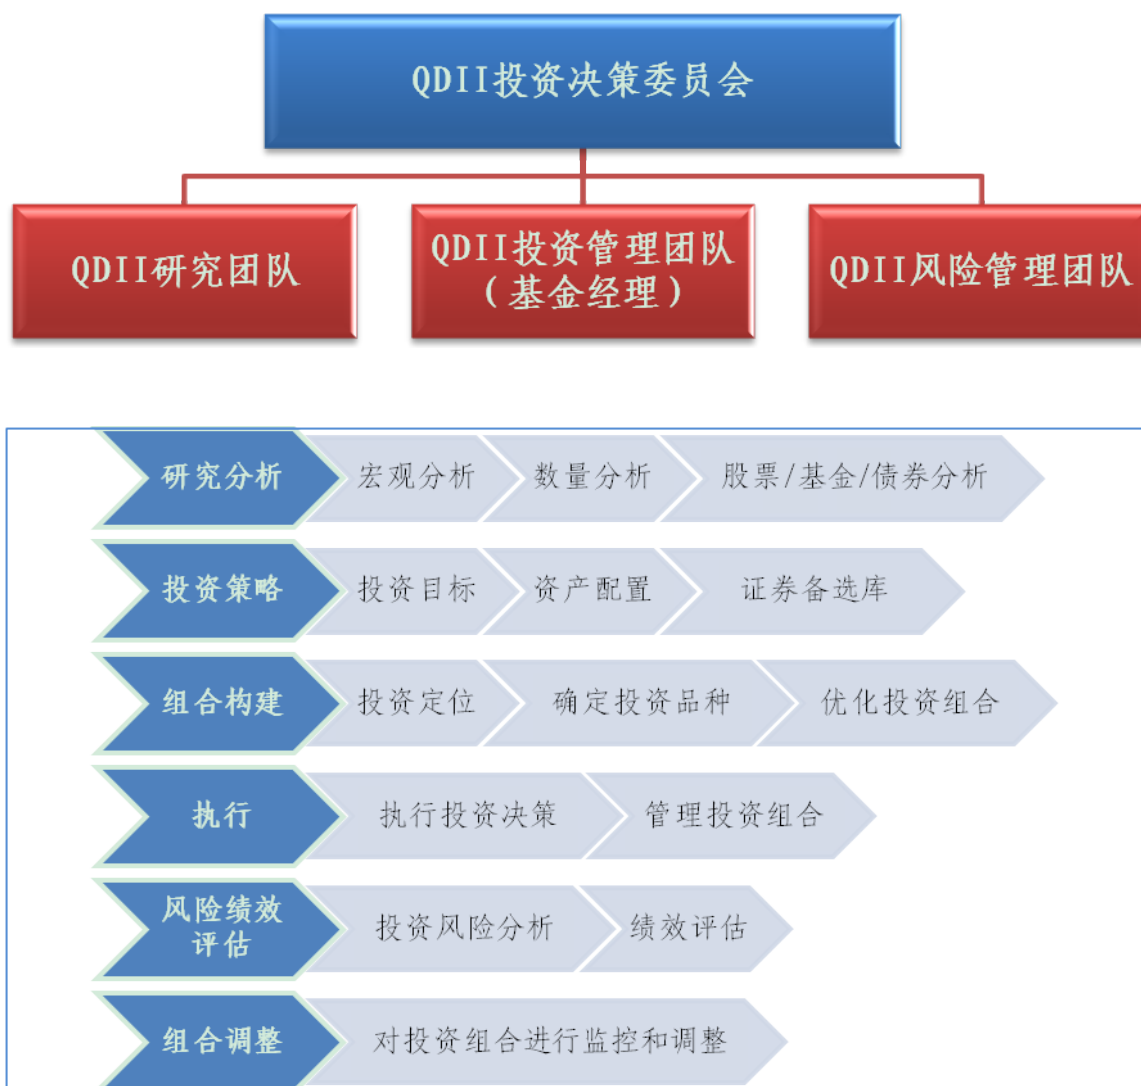 QDII投资决策委员会
QDII研究团队
QDII投资管理团队
（基金经理）
QDII风险管理团队
研究分析 宏观分析 数量分析 股票/基金/债券分析
投资策略 投资目标 资产配置 证券备选库
组合构建 投资定位 确定投资品种 优化投资组合
执行 执行投资决策 管理投资组合
风险绩效
评估
投资风险分析 绩效评估
组合调整 对投资组合进行监控和调整